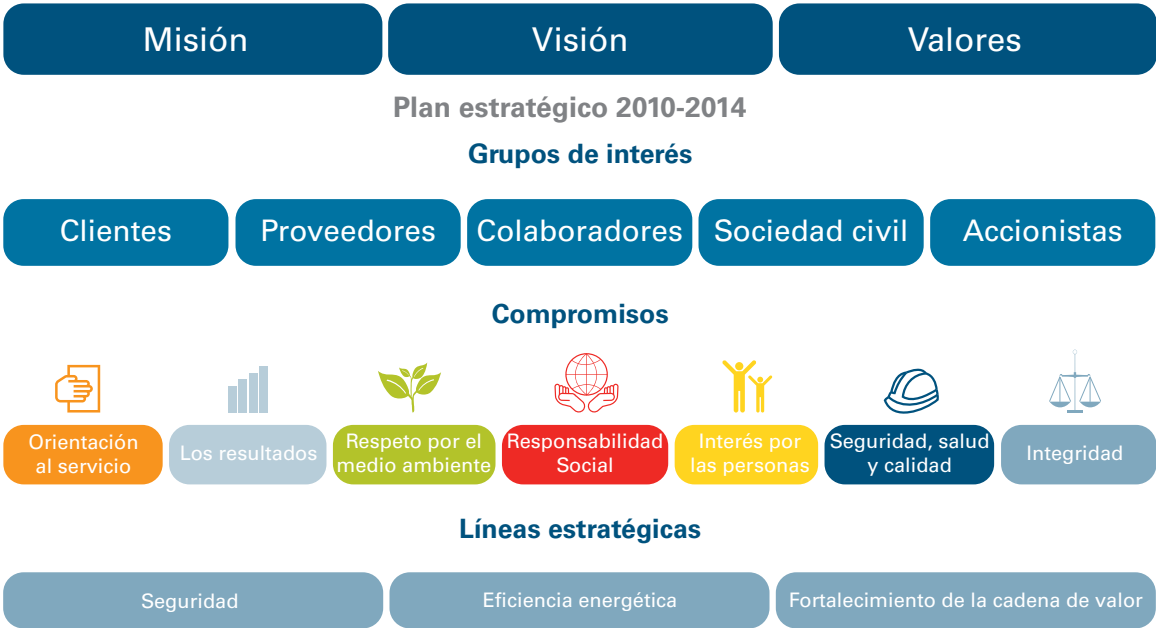 Misión
Visión
Valores
Plan estratégico 2010-2014
Grupos de interés
Clientes
Proveedores
Colaboradores
Sociedad civil
Accionistas
Compromisos
Orientación
al servicio
Los resultados
Respeto por el
medio ambiente
Responsabilidad
Social
Interés por
las personas
Seguridad, salud
y calidad
Integridad
Líneas estratégicas
Seguridad
Eficiencia energética
Fortalecimiento de la cadena de valor